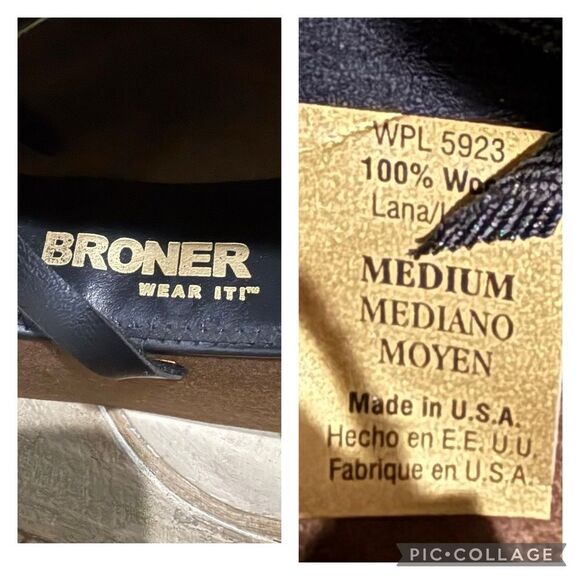 BRONER
WEAR IT!™
WPL 5923
100%
Lana/
MEDIUM
MEDIANO
MOYEN
Made in U.S.A.
Hecho en E.E. U.U.
Fabrique en U.S.A.
PIC•COLLAGE